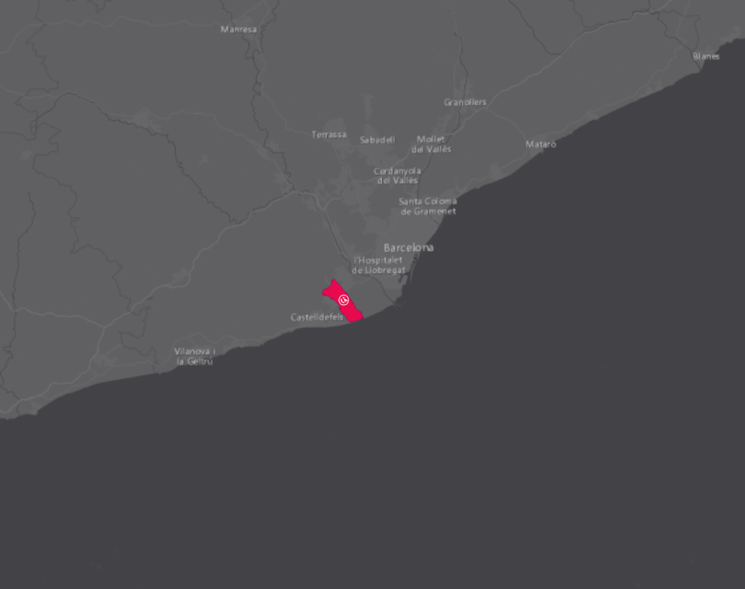 Manresa
Blanes
Granollers
Terrassa
Sabadell
Mollet
del Vallès
Mataró
Cerdanyola
del Vallès
Santa Coloma
de Gramenet
Barcelona
l'Hospitalet
de Llobregat
Castelldefels
Vilanova i
la Geltrú